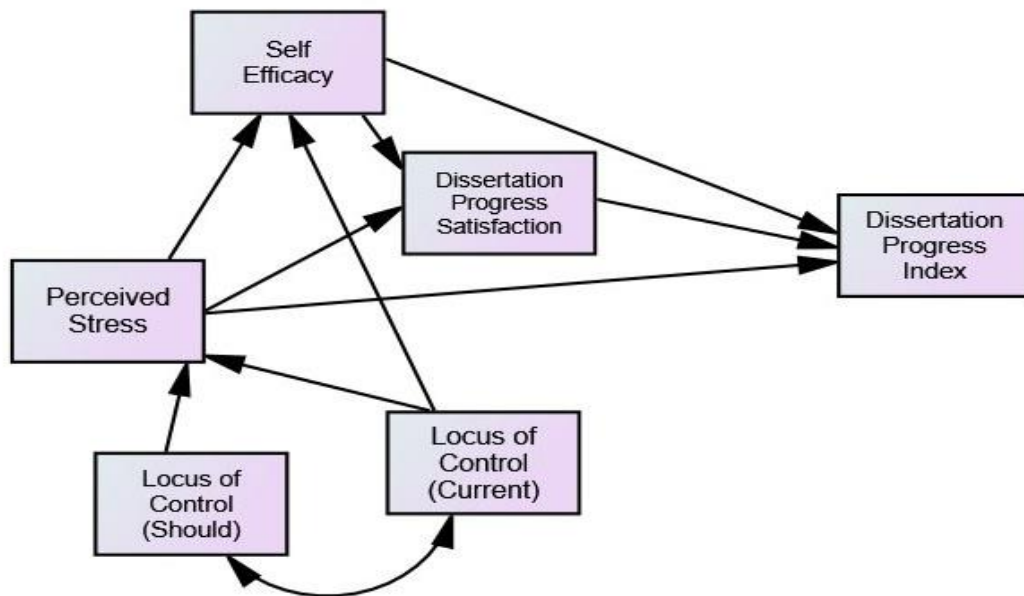 Self
Efficacy
Dissertation
Progress
Satisfaction
Dissertation
Progress
Index
Perceived
Stress
Locus of
Control
(Current)
Locus of
Control
(Should)